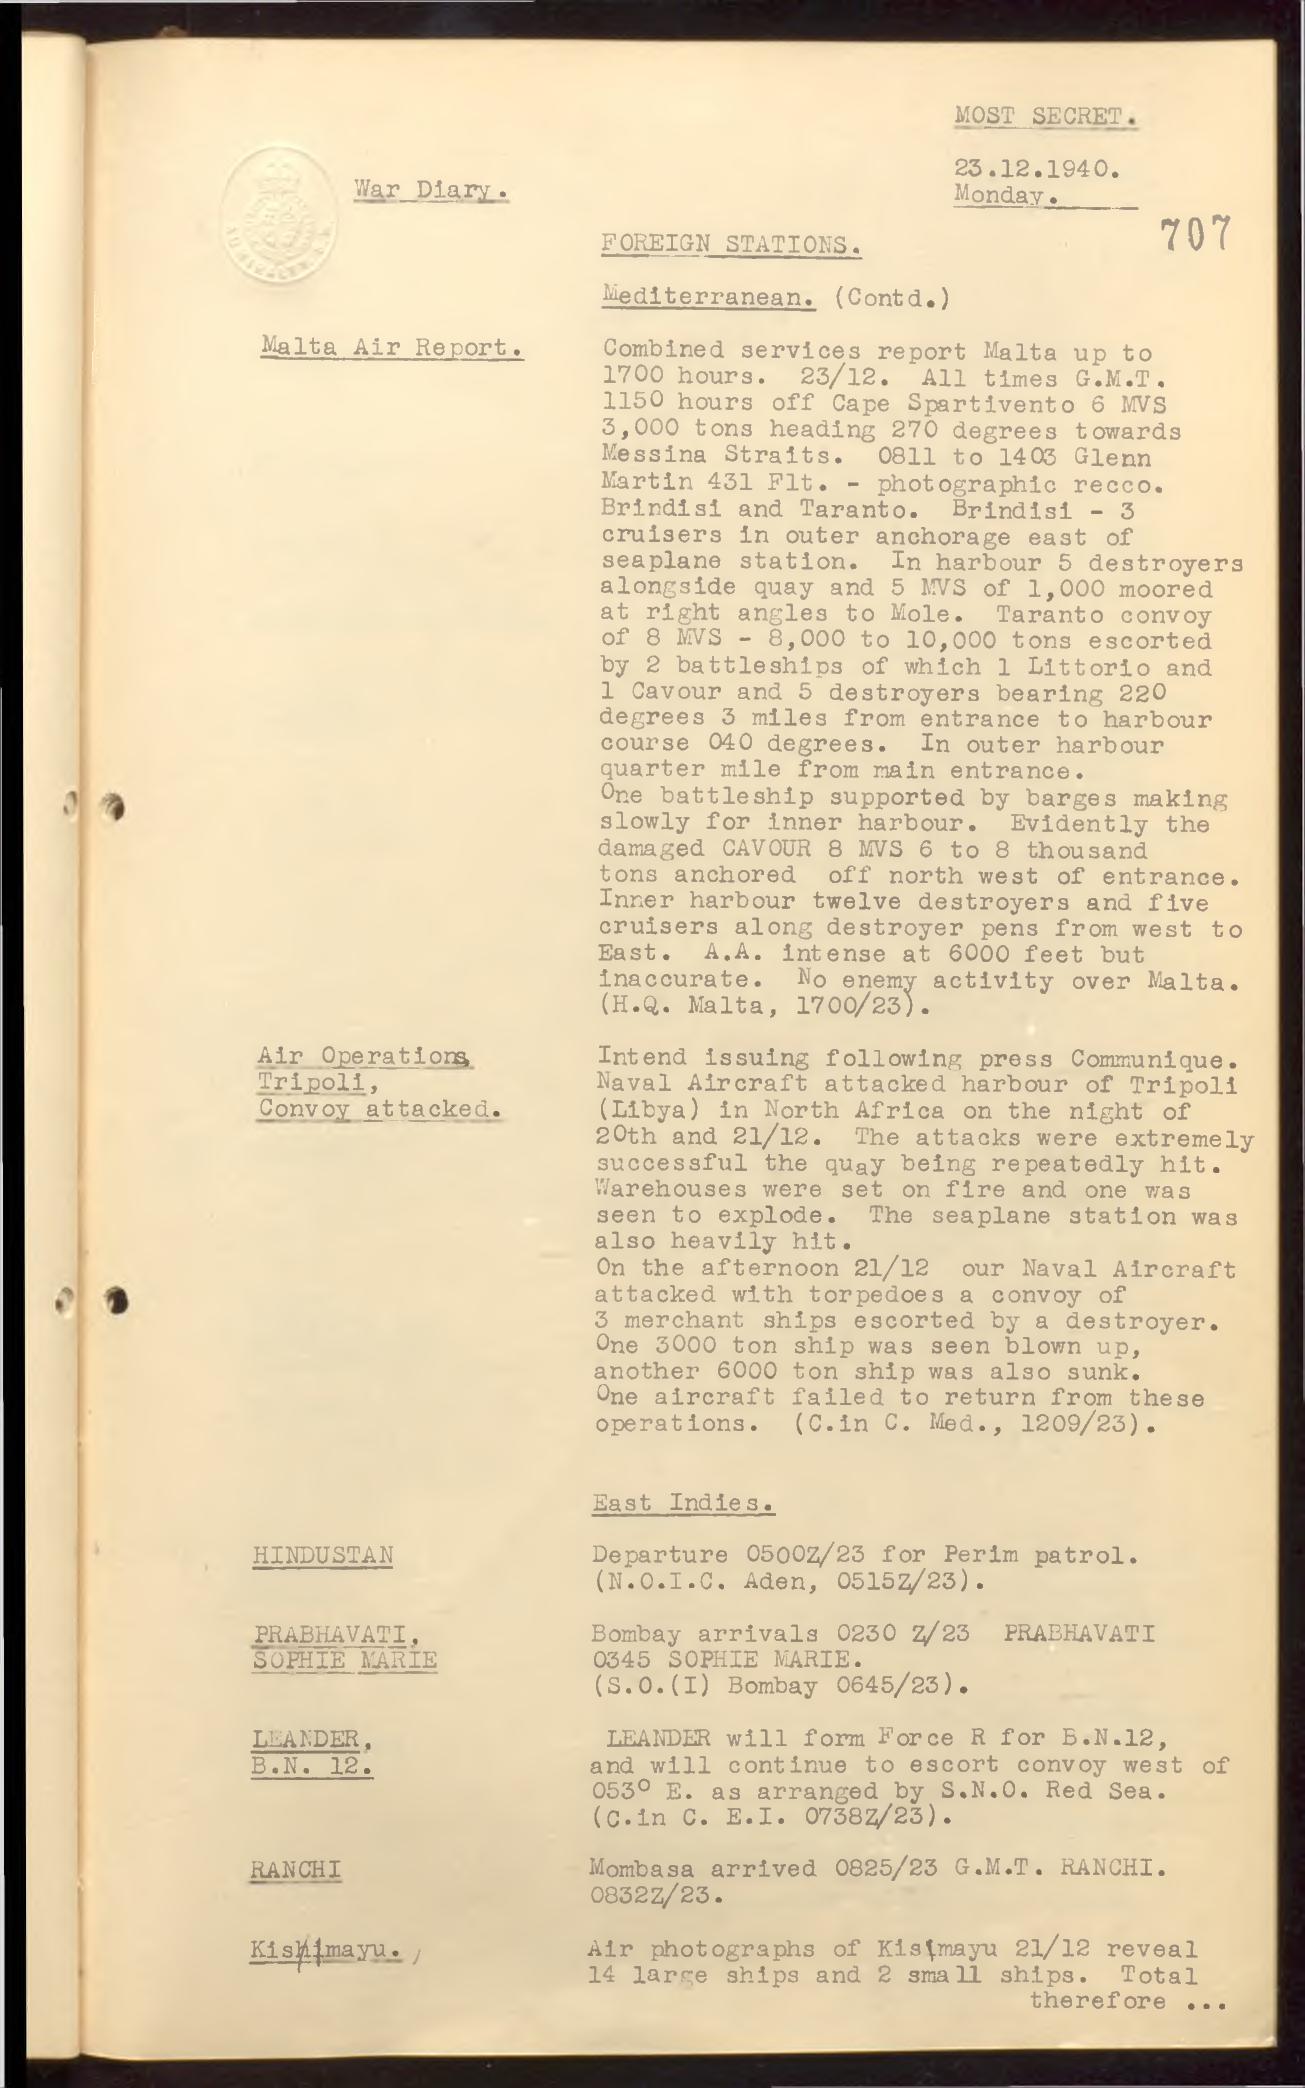 MOST SECRET.
23.12.1940.
War Diary.
Monday.
707
FOREIGN STATIONS.
Mediterranean. (Contd.)
Malta Air Report.
Combined services report Malta up to
1700 hours. 23/12. All times G.M.T.
1150 hours off Cape Spartivento 6 MVS
3,000 tons heading 270 degrees towards
Messina Straits. 0811 to 1403 Glenn
Martin 431 Flt. - photographic recco.
Brindisi and Taranto. Brindisi - 3
cruisers in outer anchorage east of
seaplane station. In harbour 5 destroyers
alongside quay and 5 MVS of 1,000 moored
at right angles to Mole. Taranto convoy
of 8 MVS - 8,000 to 10,000 tons escorted
by 2 battleships of which 1 Littorio and
1 Cavour and 5 destroyers bearing 220
degrees 3 miles from entrance to harbour
course 040 degrees. In outer harbour
quarter mile from main entrance.
One battleship supported by barges making
slowly for inner harbour. Evidently the
damaged CAVOUR 8 MVS 6 to 8 thousand
tons anchored off north west of entrance.
Inner harbour twelve destroyers and five
cruisers along destroyer pens from west to
East. A.A. intense at 6000 feet but
inaccurate. No enemy activity over Malta.
(H.Q. Malta, 1700/23).
Air Operations
Tripoli,
Convoy attacked.
Intend issuing following press Communique.
Naval Aircraft attacked harbour of Tripoli
(Libya) in North Africa on the night of
20th and 21/12. The attacks were extremely
successful the quay being repeatedly hit.
Warehouses were set on fire and one was
seen to explode. The seaplane station was
also heavily hit.
On the afternoon 21/12 our Naval Aircraft
attacked with torpedoes a convoy of
3 merchant ships escorted by a destroyer.
One 3000 ton ship was seen blown up,
another 6000 ton ship was also sunk.
One aircraft failed to return from these
operations. (C.in C. Med., 1209/23).
East Indies.
HINDUSTAN
Departure 0500Z/23 for Perim patrol.
(N.O.I.C. Aden, 0515Z/23).
PRABHAVATI,
SOPHIE MARIE
Bombay arrivals 0230 Z/23 PRABHAVATI
0345 SOPHIE MARIE.
(S.O.(I) Bombay 0645/23).
LEANDER,
B.N. 12.
LEANDER will form Force R for B.N.12,
and will continue to escort convoy west of
053° E. as arranged by S.N.O. Red Sea.
(C.in C. E.I. 0738Z/23).
RANCHI
Mombasa arrived 0825/23 G.M.T. RANCHI.
0832Z/23.
Kishimayu.
Air photographs of Kisimayu 21/12 reveal
14 large ships and 2 small ships. Total
therefore ...